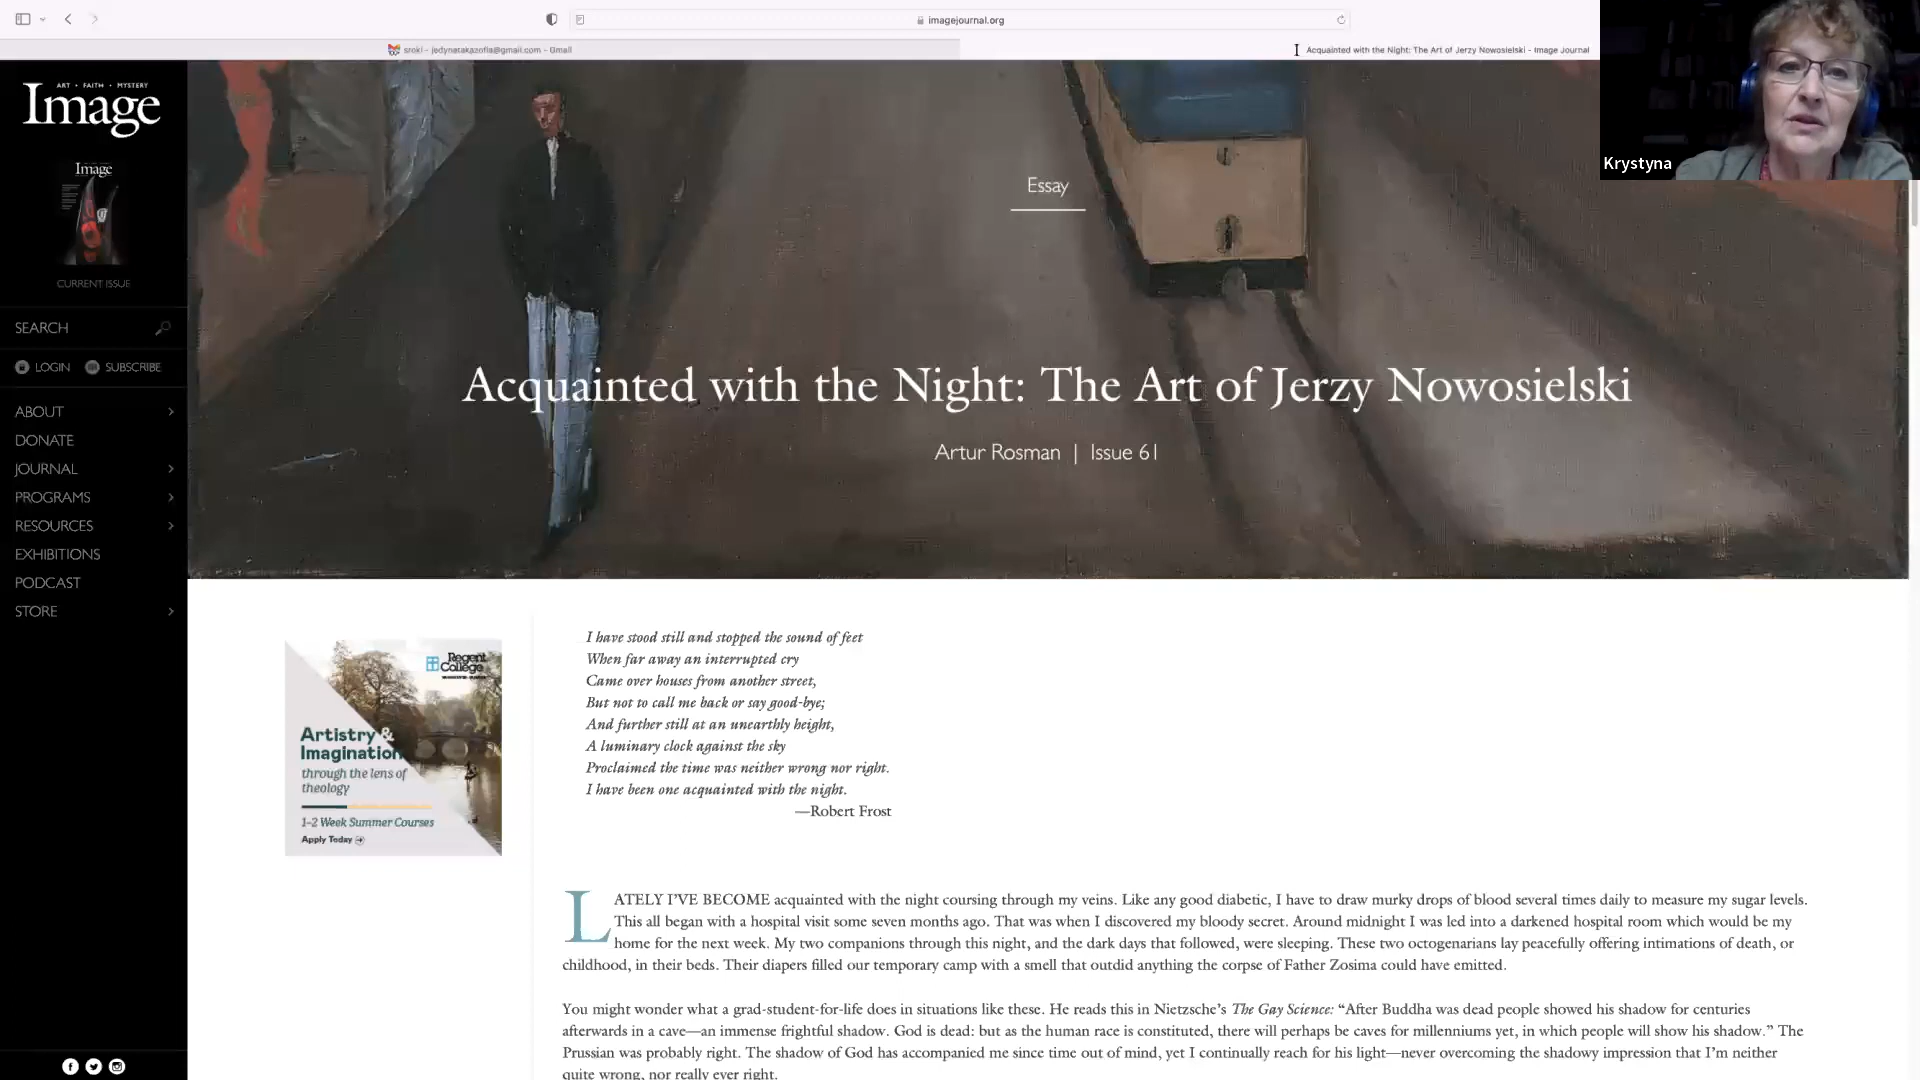 imagejournal.org
sroki – jedynatakazofia@gmail.com – Gmail
Acquainted with the Night: The Art of Jerzy Nowosielski - Image Journal
Krystyna
ART • FAITH • MYSTERY
Image
Image
CURRENT ISSUE
SEARCH
LOGIN
SUBSCRIBE
ABOUT
DONATE
JOURNAL
PROGRAMS
RESOURCES
EXHIBITIONS
PODCAST
STORE
Essay
Acquainted with the Night: The Art of Jerzy Nowosielski
Artur Rosman | Issue 61
Regent
College
Artistry &
Imagination
through the lens of
theology
1–2 Week Summer Courses
Apply Today
I have stood still and stopped the sound of feet
When far away an interrupted cry
Came over houses from another street,
But not to call me back or say good-bye;
And further still at an unearthly height,
A luminary clock against the sky
Proclaimed the time was neither wrong nor right.
I have been one acquainted with the night.
—Robert Frost
LATELY I'VE BECOME acquainted with the night coursing through my veins. Like any good diabetic, I have to draw murky drops of blood several times daily to measure my sugar levels.
This all began with a hospital visit some seven months ago. That was when I discovered my bloody secret. Around midnight I was led into a darkened hospital room which would be my
home for the next week. My two companions through this night, and the dark days that followed, were sleeping. These two octogenarians lay peacefully offering intimations of death, or
childhood, in their beds. Their diapers filled our temporary camp with a smell that outdid anything the corpse of Father Zosima could have emitted.
You might wonder what a grad-student-for-life does in situations like these. He reads this in Nietzsche's The Gay Science: “After Buddha was dead people showed his shadow for centuries
afterwards in a cave—an immense frightful shadow. God is dead: but as the human race is constituted, there will perhaps be caves for millenniums yet, in which people will show his shadow.” The
Prussian was probably right. The shadow of God has accompanied me since time out of mind, yet I continually reach for his light—never overcoming the shadowy impression that I'm neither
quite wrong, nor really ever right.